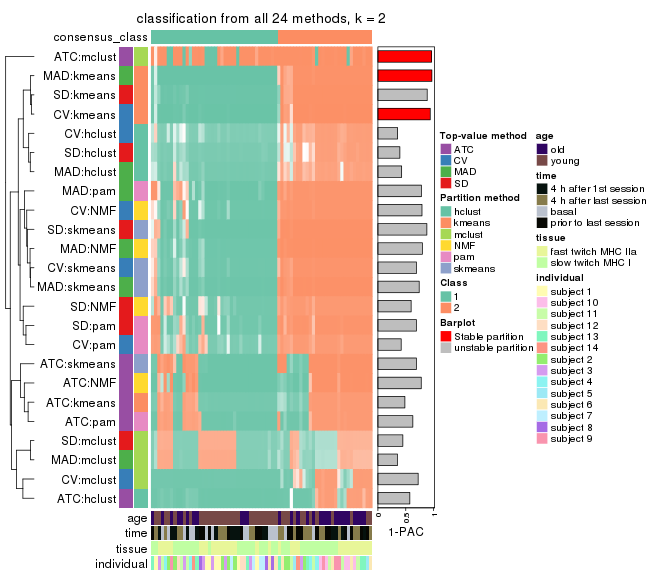 classification from all 24 methods, k = 2
consensus_class
ATC:mclust
MAD:kmeans
SD:kmeans
CV:kmeans
CV:hclust
SD:hclust
MAD:hclust
MAD:pam
CV:NMF
SD:skmeans
MAD:NMF
CV:skmeans
MAD:skmeans
SD:NMF
SD:pam
CV:pam
ATC:skmeans
ATC:NMF
ATC:kmeans
ATC:pam
SD:mclust
MAD:mclust
CV:mclust
ATC:hclust
age
time
tissue
individual
0
0.5
1
1-PAC
Top-value method
ATC
CV
MAD
SD
Partition method
hclust
kmeans
mclust
NMF
pam
skmeans
Class
1
2
Barplot
Stable partition
unstable partition
age
old
young
time
4 h after 1st session
4 h after last session
basal
prior to last session
tissue
fast twitch MHC IIa
slow twitch MHC I
individual
subject 1
subject 10
subject 11
subject 12
subject 13
subject 14
subject 2
subject 3
subject 4
subject 5
subject 6
subject 7
subject 8
subject 9